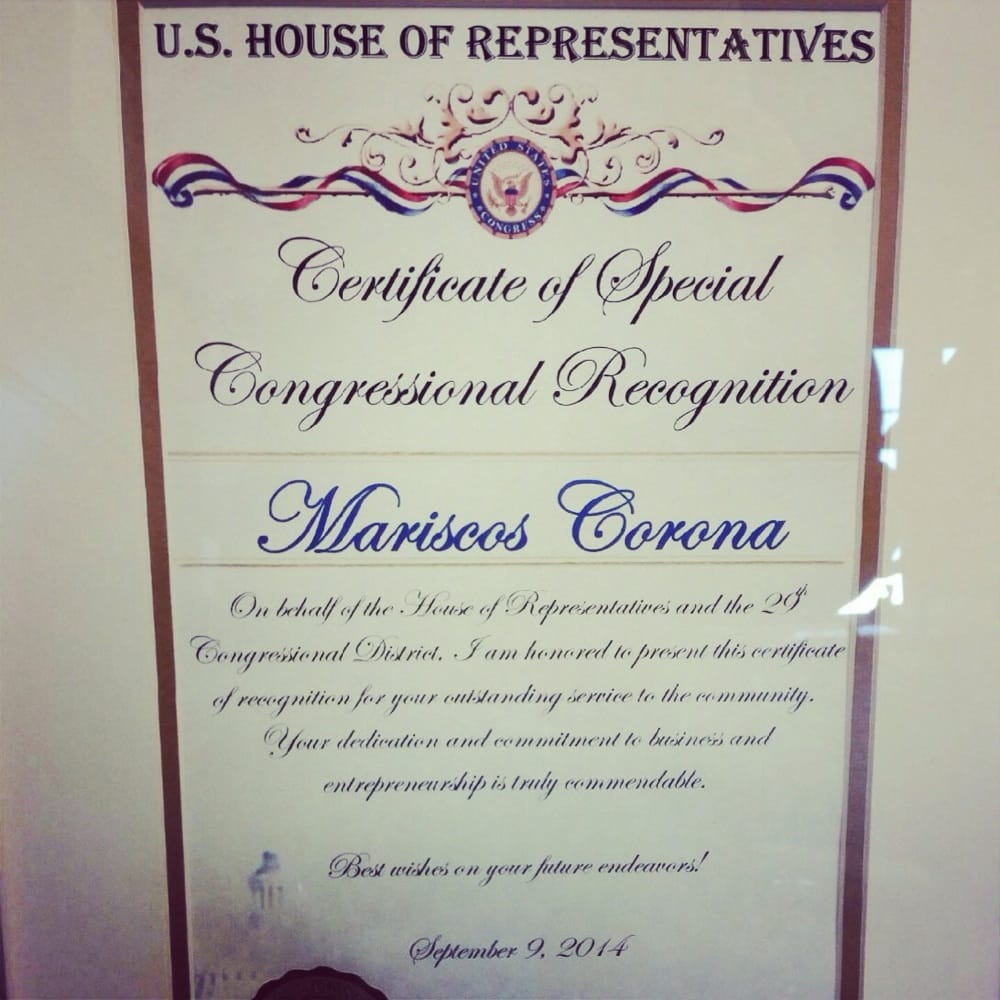 U.S. HOUSE OF REPRESENTATIVES
UNITED STATES
CONGRESS
Certificate of Special
Congressional Recognition
Mariscos Corona
On behalf of the House of Representatives and the 29th
Congressional District, I am honored to present this certificate
of recognition for your outstanding service to the community.
Your dedication and commitment to business and
entrepreneurship is truly commendable.
Best wishes on your future endeavors!
September 9, 2014